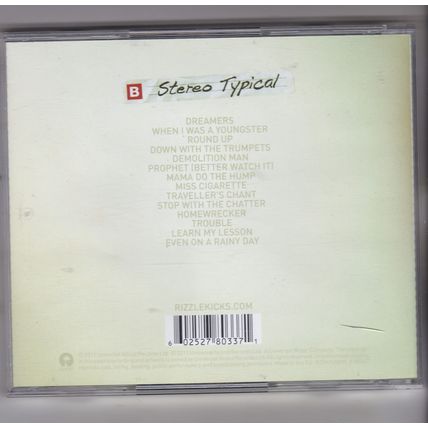 B Stereo Typical
DREAMERS
WHEN I WAS A YOUNGSTER
ROUND UP
DOWN WITH THE TRUMPETS
DEMOLITION MAN
PROPHET (BETTER WATCH IT)
MAMA DO THE HUMP
MISS CIGARETTE
TRAVELLER'S CHANT
STOP WITH THE CHATTER
HOMEWRECKER
TROUBLE
LEARN MY LESSON
EVEN ON A RAINY DAY
RIZZLEKICKS.COM
6 02527 80337 1